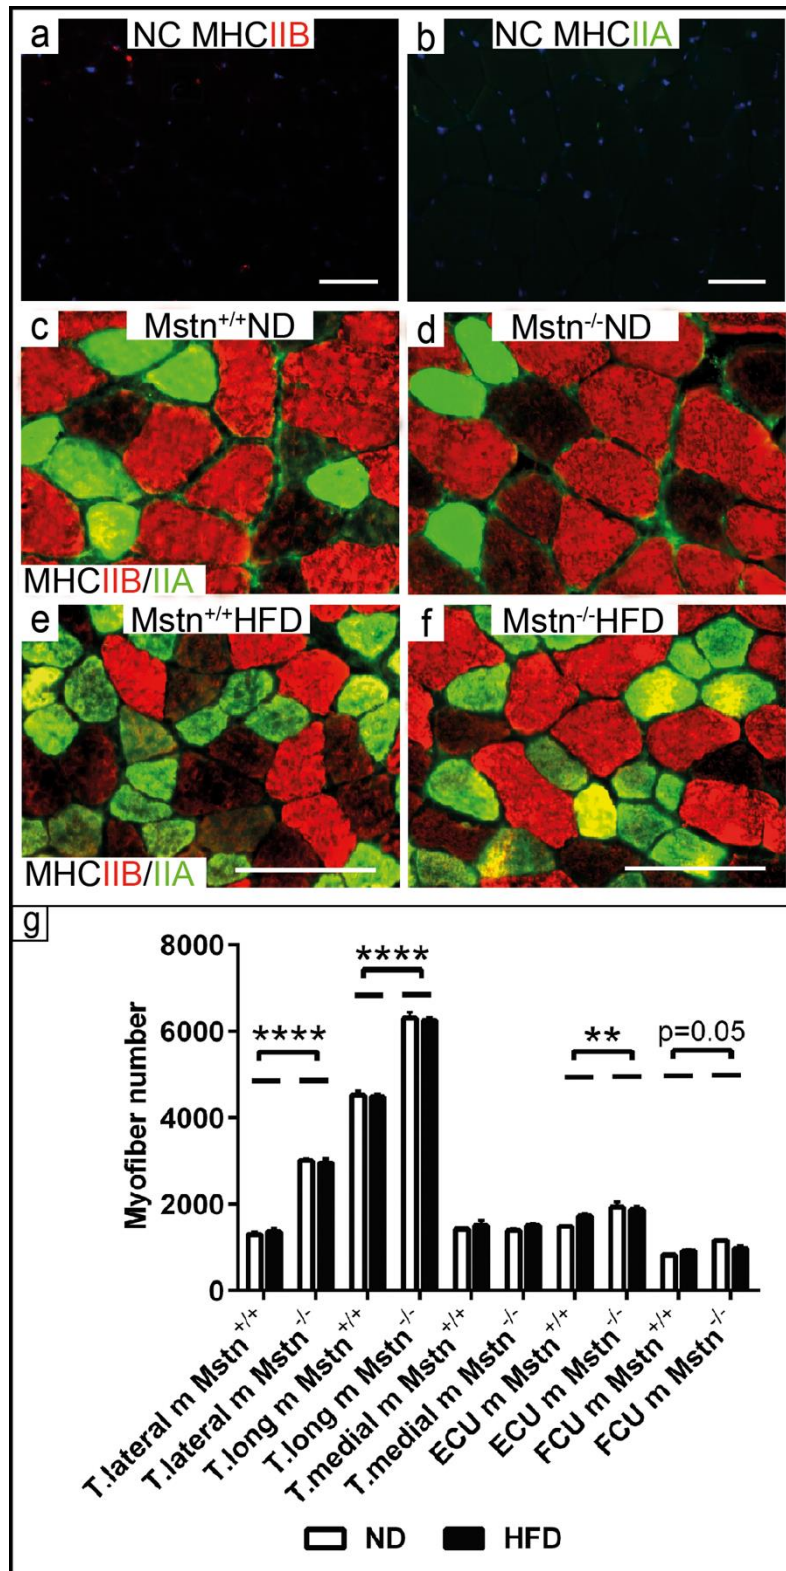 a NC MHCIIB
b NC MHCIIA
c Mstn+/+ND
d Mstn-/-ND
MHCIIB/IIA
e Mstn+/+HFD
f Mstn-/-HFD
MHCIIB/IIA
g
8000
6000
4000
2000
0
Myofiber number
****
****
**
p=0.05
T.lateral m Mstn+/+
T.lateral m Mstn-/-
T.long m Mstn+/+
T.long m Mstn-/-
T.medial m Mstn+/+
T.medial m Mstn-/-
ECU m Mstn+/+
ECU m Mstn-/-
FCU m Mstn+/+
FCU m Mstn-/-
ND HFD